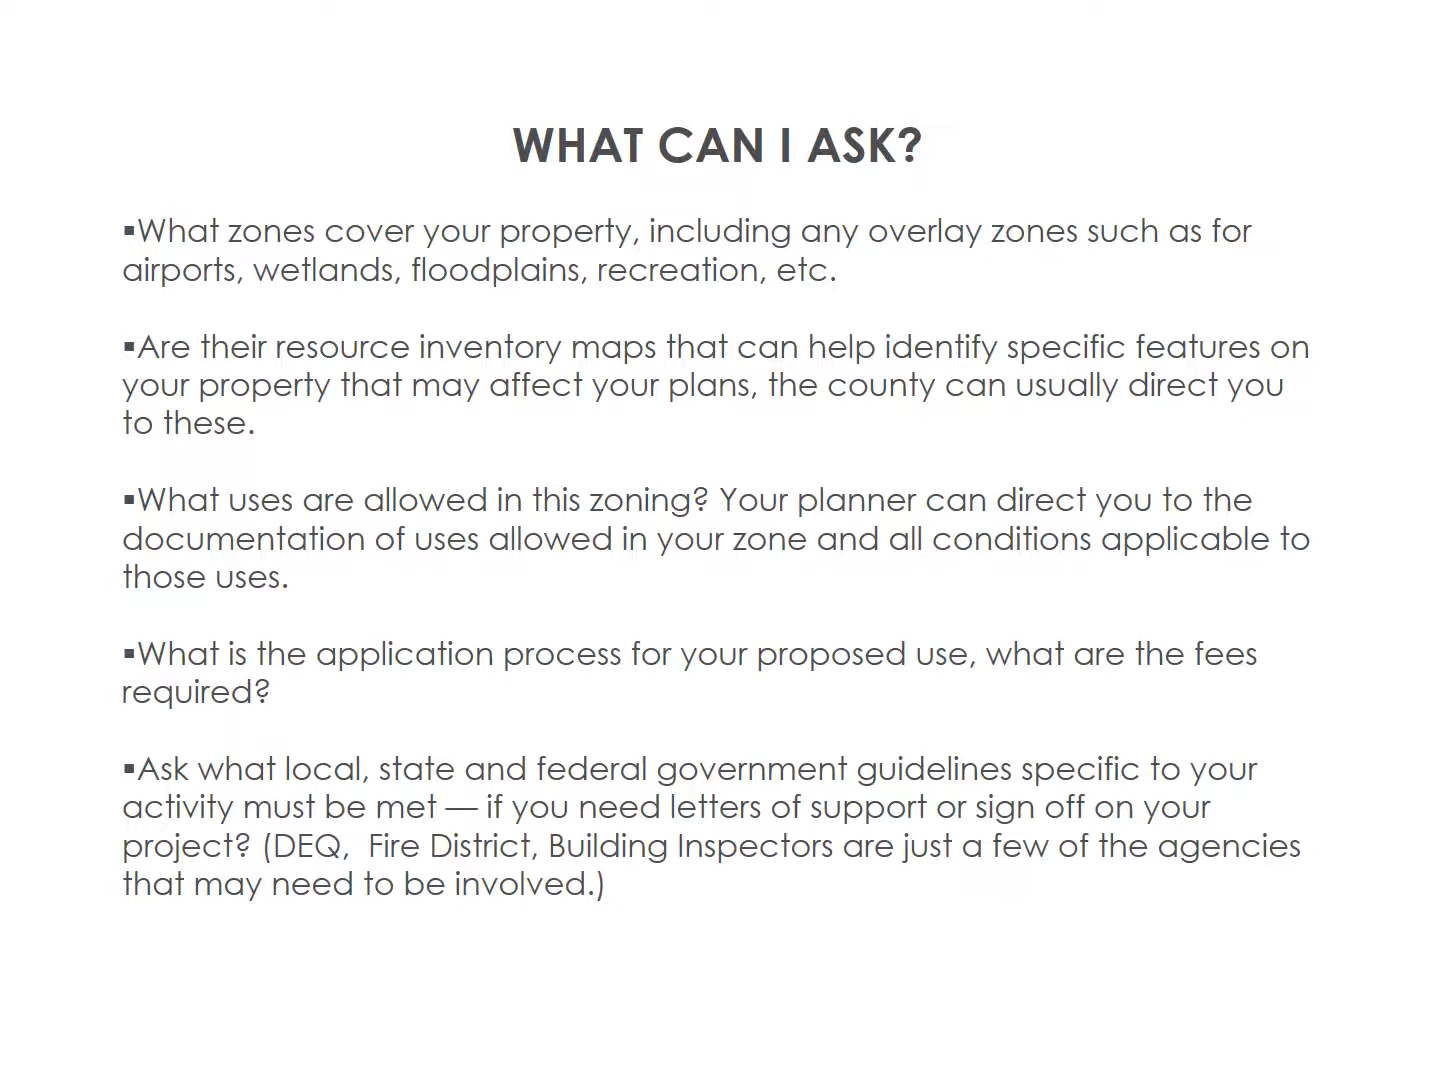 WHAT CAN I ASK?
▪What zones cover your property, including any overlay zones such as for
airports, wetlands, floodplains, recreation, etc.
▪Are their resource inventory maps that can help identify specific features on
your property that may affect your plans, the county can usually direct you
to these.
▪What uses are allowed in this zoning? Your planner can direct you to the
documentation of uses allowed in your zone and all conditions applicable to
those uses.
▪What is the application process for your proposed use, what are the fees
required?
▪Ask what local, state and federal government guidelines specific to your
activity must be met — if you need letters of support or sign off on your
project? (DEQ,  Fire District, Building Inspectors are just a few of the agencies
that may need to be involved.)